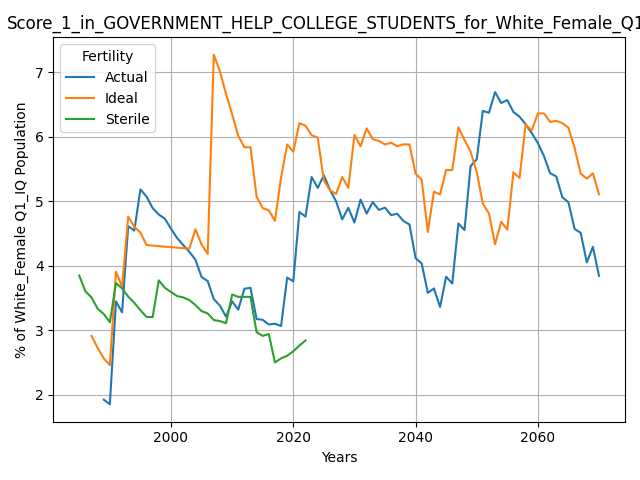 Score_1_in_GOVERNMENT_HELP_COLLEGE_STUDENTS_for_White_Female_Q1
Fertility
Actual
Ideal
Sterile
% of White_Female Q1_IQ Population
7
6
5
4
3
2
2000 2020 2040 2060
Years